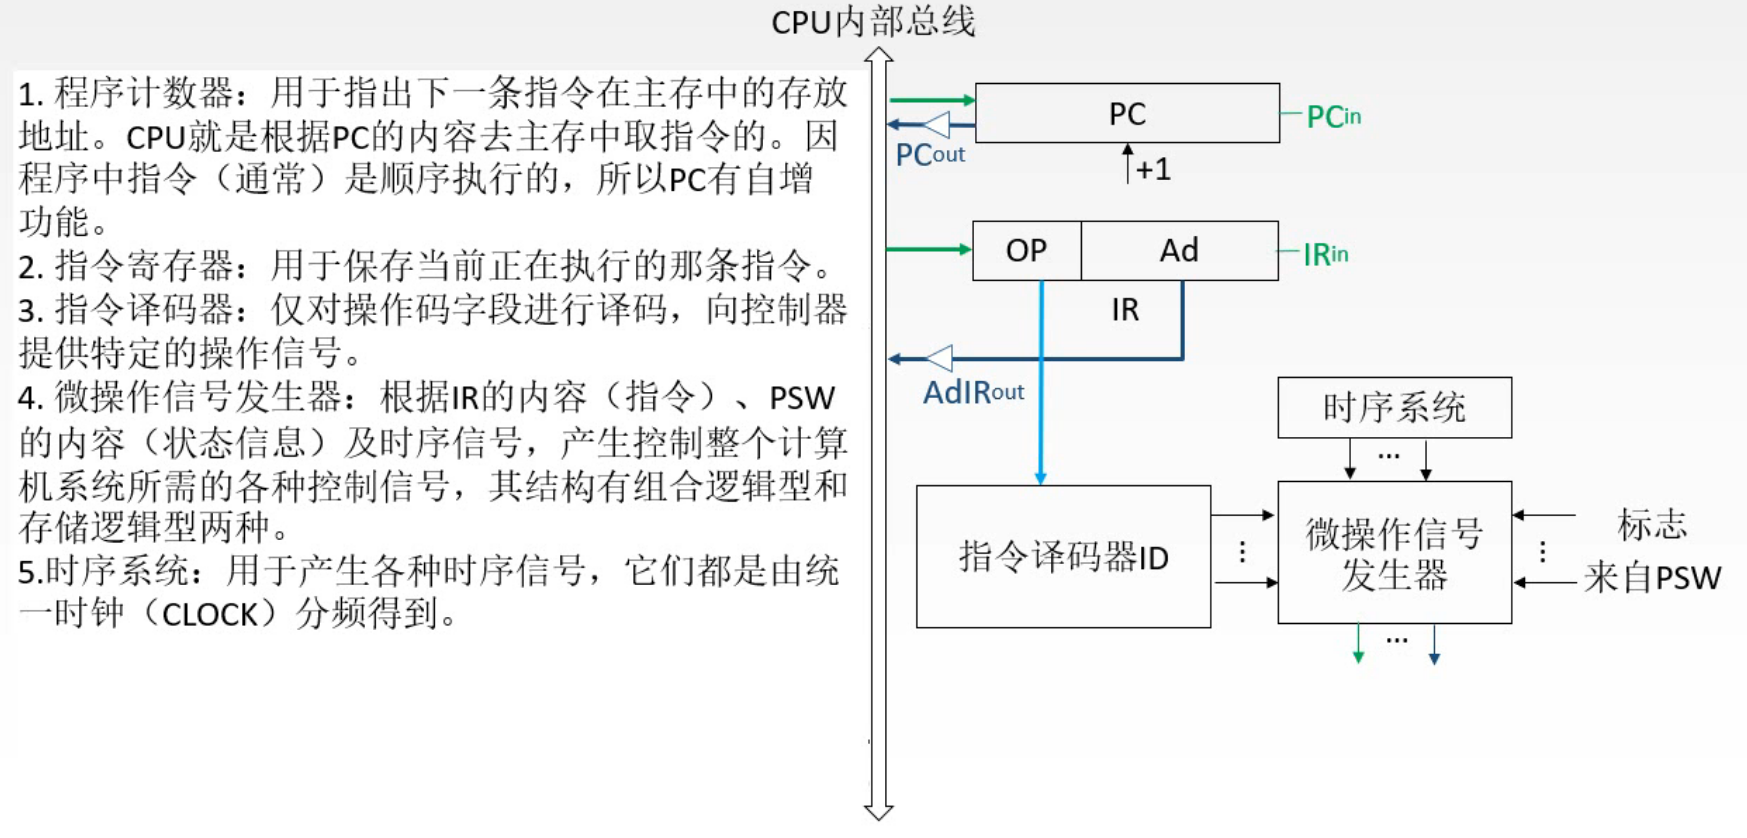 CPU内部总线
1. 程序计数器：用于指出下一条指令在主存中的存放
地址。CPU就是根据PC的内容去主存中取指令的。因
程序中指令（通常）是顺序执行的，所以PC有自增
功能。
2. 指令寄存器：用于保存当前正在执行的那条指令。
3. 指令译码器：仅对操作码字段进行译码，向控制器
提供特定的操作信号。
4. 微操作信号发生器：根据IR的内容（指令）、PSW
的内容（状态信息）及时序信号，产生控制整个计算
机系统所需的各种控制信号，其结构有组合逻辑型和
存储逻辑型两种。
5.时序系统：用于产生各种时序信号，它们都是由统
一时钟（CLOCK）分频得到。
PC
PCin
PCout
+1
OP
Ad
IRin
IR
AdIRout
时序系统
...
指令译码器ID
...
微操作信号
发生器
...
标志
来自PSW
...